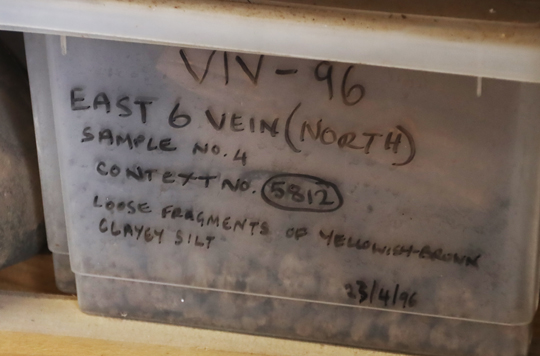 VIV-96
EAST 6 VEIN (NORTH)
SAMPLE NO. 4
CONTEXT NO. 5812
LOOSE FRAGMENTS OF YELLOWISH-BROWN
CLAYEY SILT
23/4/96